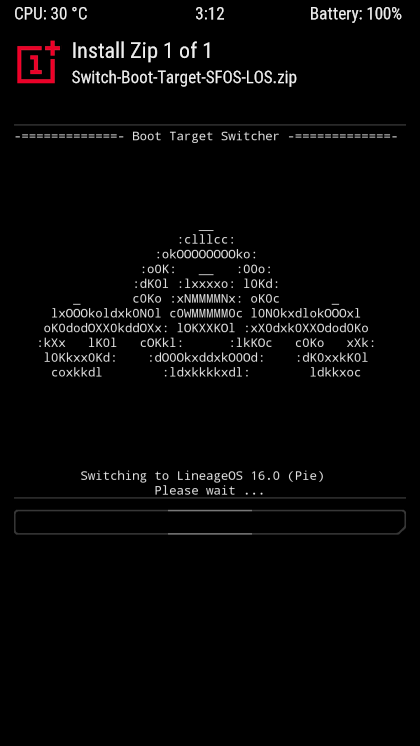 CPU: 30 °C 3:12 Battery: 100%
Install Zip 1 of 1
Switch-Boot-Target-SFOS-LOS.zip
-=============- Boot Target Switcher -=============-
__
:clllcc:
:okOOOOOOOOko:
:oOK: __ :OOo:
:dKOl :lxxxxo: lOKd:
_ cOKo :xNMMMMNx: oKOc _
lxOOOkoldxkONOl cOWMMMMMOc lONOkxdlokOOOxl
oKOdodOXXOkddOXx: lOKXXKOl :xXOdxkOXXOdodOKo
:kXx lKOl cOKkl: :lkKOc cOKo xXk:
lOKkxxOKd: :dOOOkxddxkOOOd: :dKOxxkKOl
coxkkdl :ldxkkkkxdl: ldkkxoc
Switching to LineageOS 16.0 (Pie)
Please wait ...